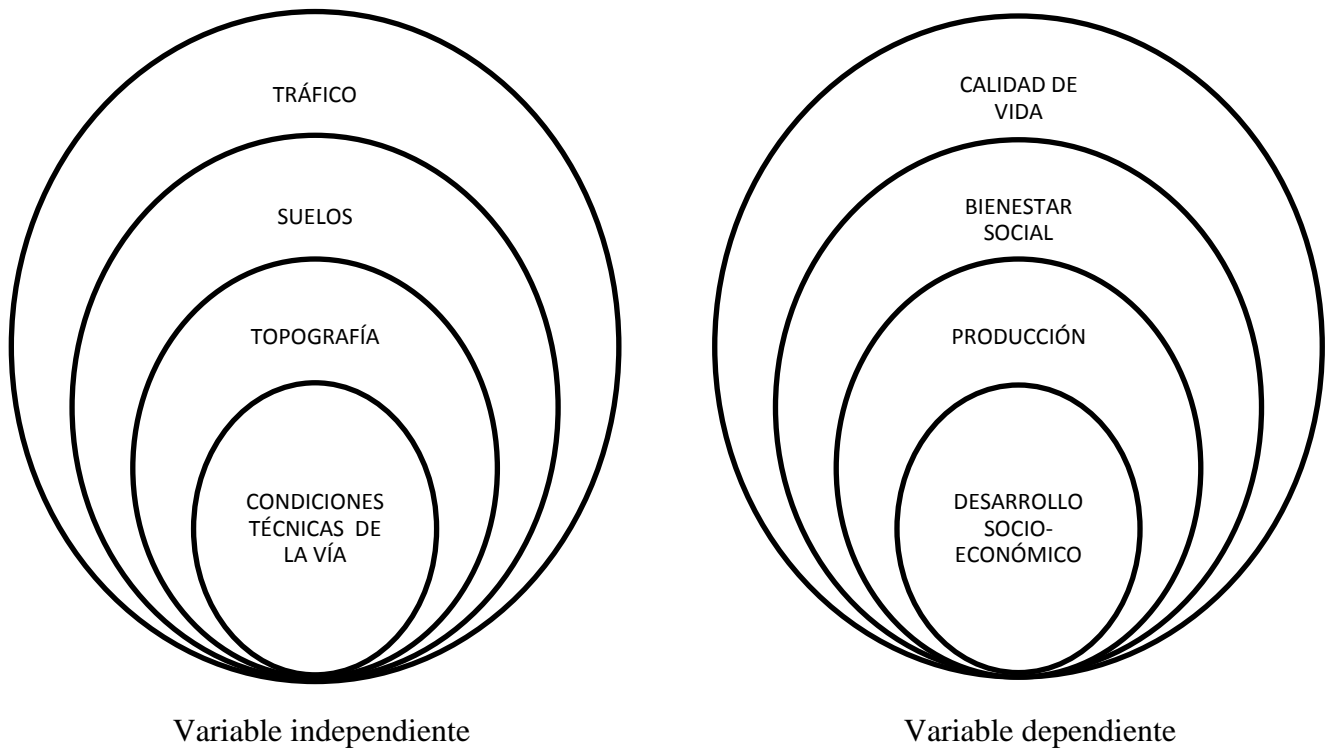 TRÁFICO
SUELOS
TOPOGRAFÍA
CONDICIONES
TÉCNICAS DE
LA VÍA
Variable independiente
CALIDAD DE
VIDA
BIENESTAR
SOCIAL
PRODUCCIÓN
DESARROLLO
SOCIO-
ECONÓMICO
Variable dependiente